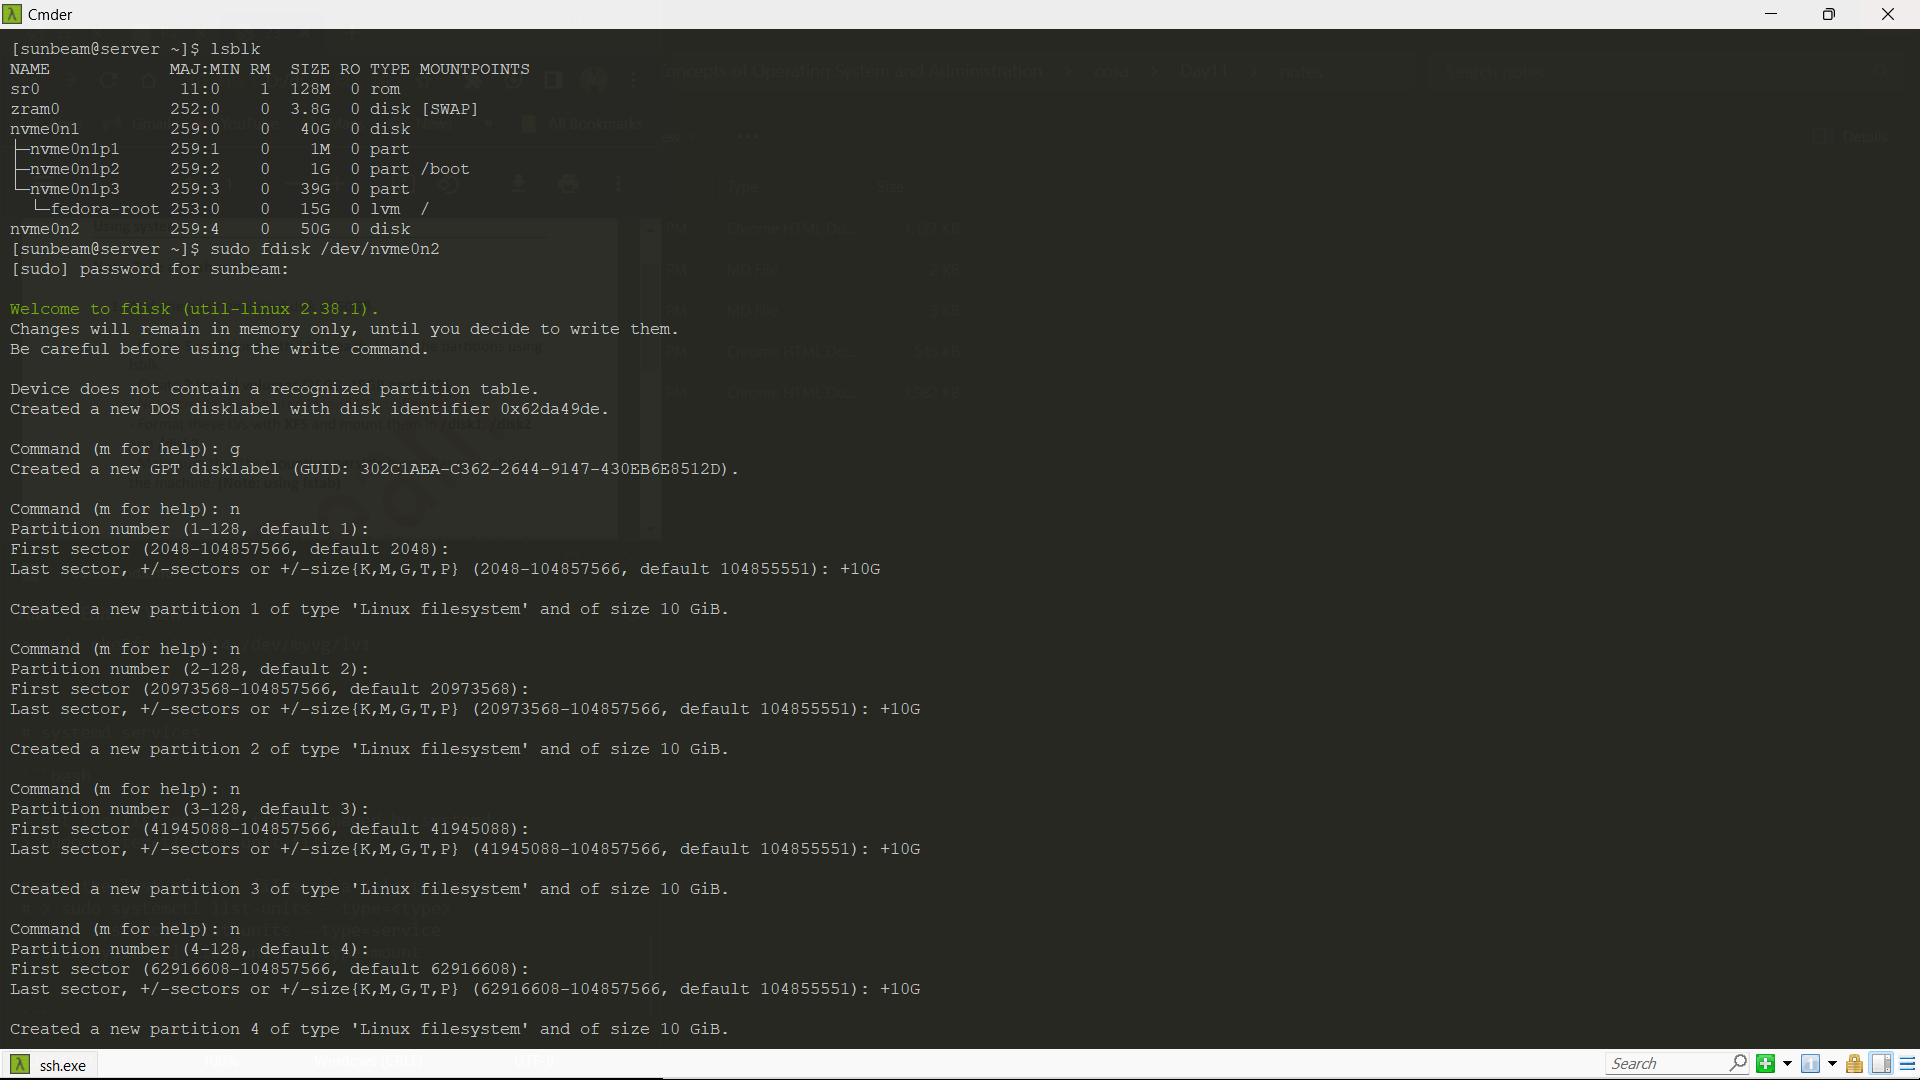 Cmder
[sunbeam@server ~]$ lsblk
NAME            MAJ:MIN RM  SIZE RO TYPE MOUNTPOINTS
sr0              11:0    1  128M  0 rom
zram0           252:0    0  3.8G  0 disk [SWAP]
nvme0n1         259:0    0   40G  0 disk
├─nvme0n1p1     259:1    0    1M  0 part
├─nvme0n1p2     259:2    0    1G  0 part /boot
└─nvme0n1p3     259:3    0   39G  0 part
  └─fedora-root 253:0    0   15G  0 lvm  /
nvme0n2         259:4    0   50G  0 disk
[sunbeam@server ~]$ sudo fdisk /dev/nvme0n2
[sudo] password for sunbeam:
Welcome to fdisk (util-linux 2.38.1).
Changes will remain in memory only, until you decide to write them.
Be careful before using the write command.
Device does not contain a recognized partition table.
Created a new DOS disklabel with disk identifier 0x62da49de.
Command (m for help): g
Created a new GPT disklabel (GUID: 302C1AEA-C362-2644-9147-430EB6E8512D).
Command (m for help): n
Partition number (1-128, default 1):
First sector (2048-104857566, default 2048):
Last sector, +/-sectors or +/-size{K,M,G,T,P} (2048-104857566, default 104855551): +10G
Created a new partition 1 of type 'Linux filesystem' and of size 10 GiB.
Command (m for help): n
Partition number (2-128, default 2):
First sector (20973568-104857566, default 20973568):
Last sector, +/-sectors or +/-size{K,M,G,T,P} (20973568-104857566, default 104855551): +10G
Created a new partition 2 of type 'Linux filesystem' and of size 10 GiB.
Command (m for help): n
Partition number (3-128, default 3):
First sector (41945088-104857566, default 41945088):
Last sector, +/-sectors or +/-size{K,M,G,T,P} (41945088-104857566, default 104855551): +10G
Created a new partition 3 of type 'Linux filesystem' and of size 10 GiB.
Command (m for help): n
Partition number (4-128, default 4):
First sector (62916608-104857566, default 62916608):
Last sector, +/-sectors or +/-size{K,M,G,T,P} (62916608-104857566, default 104855551): +10G
Created a new partition 4 of type 'Linux filesystem' and of size 10 GiB.
ssh.exe
Search